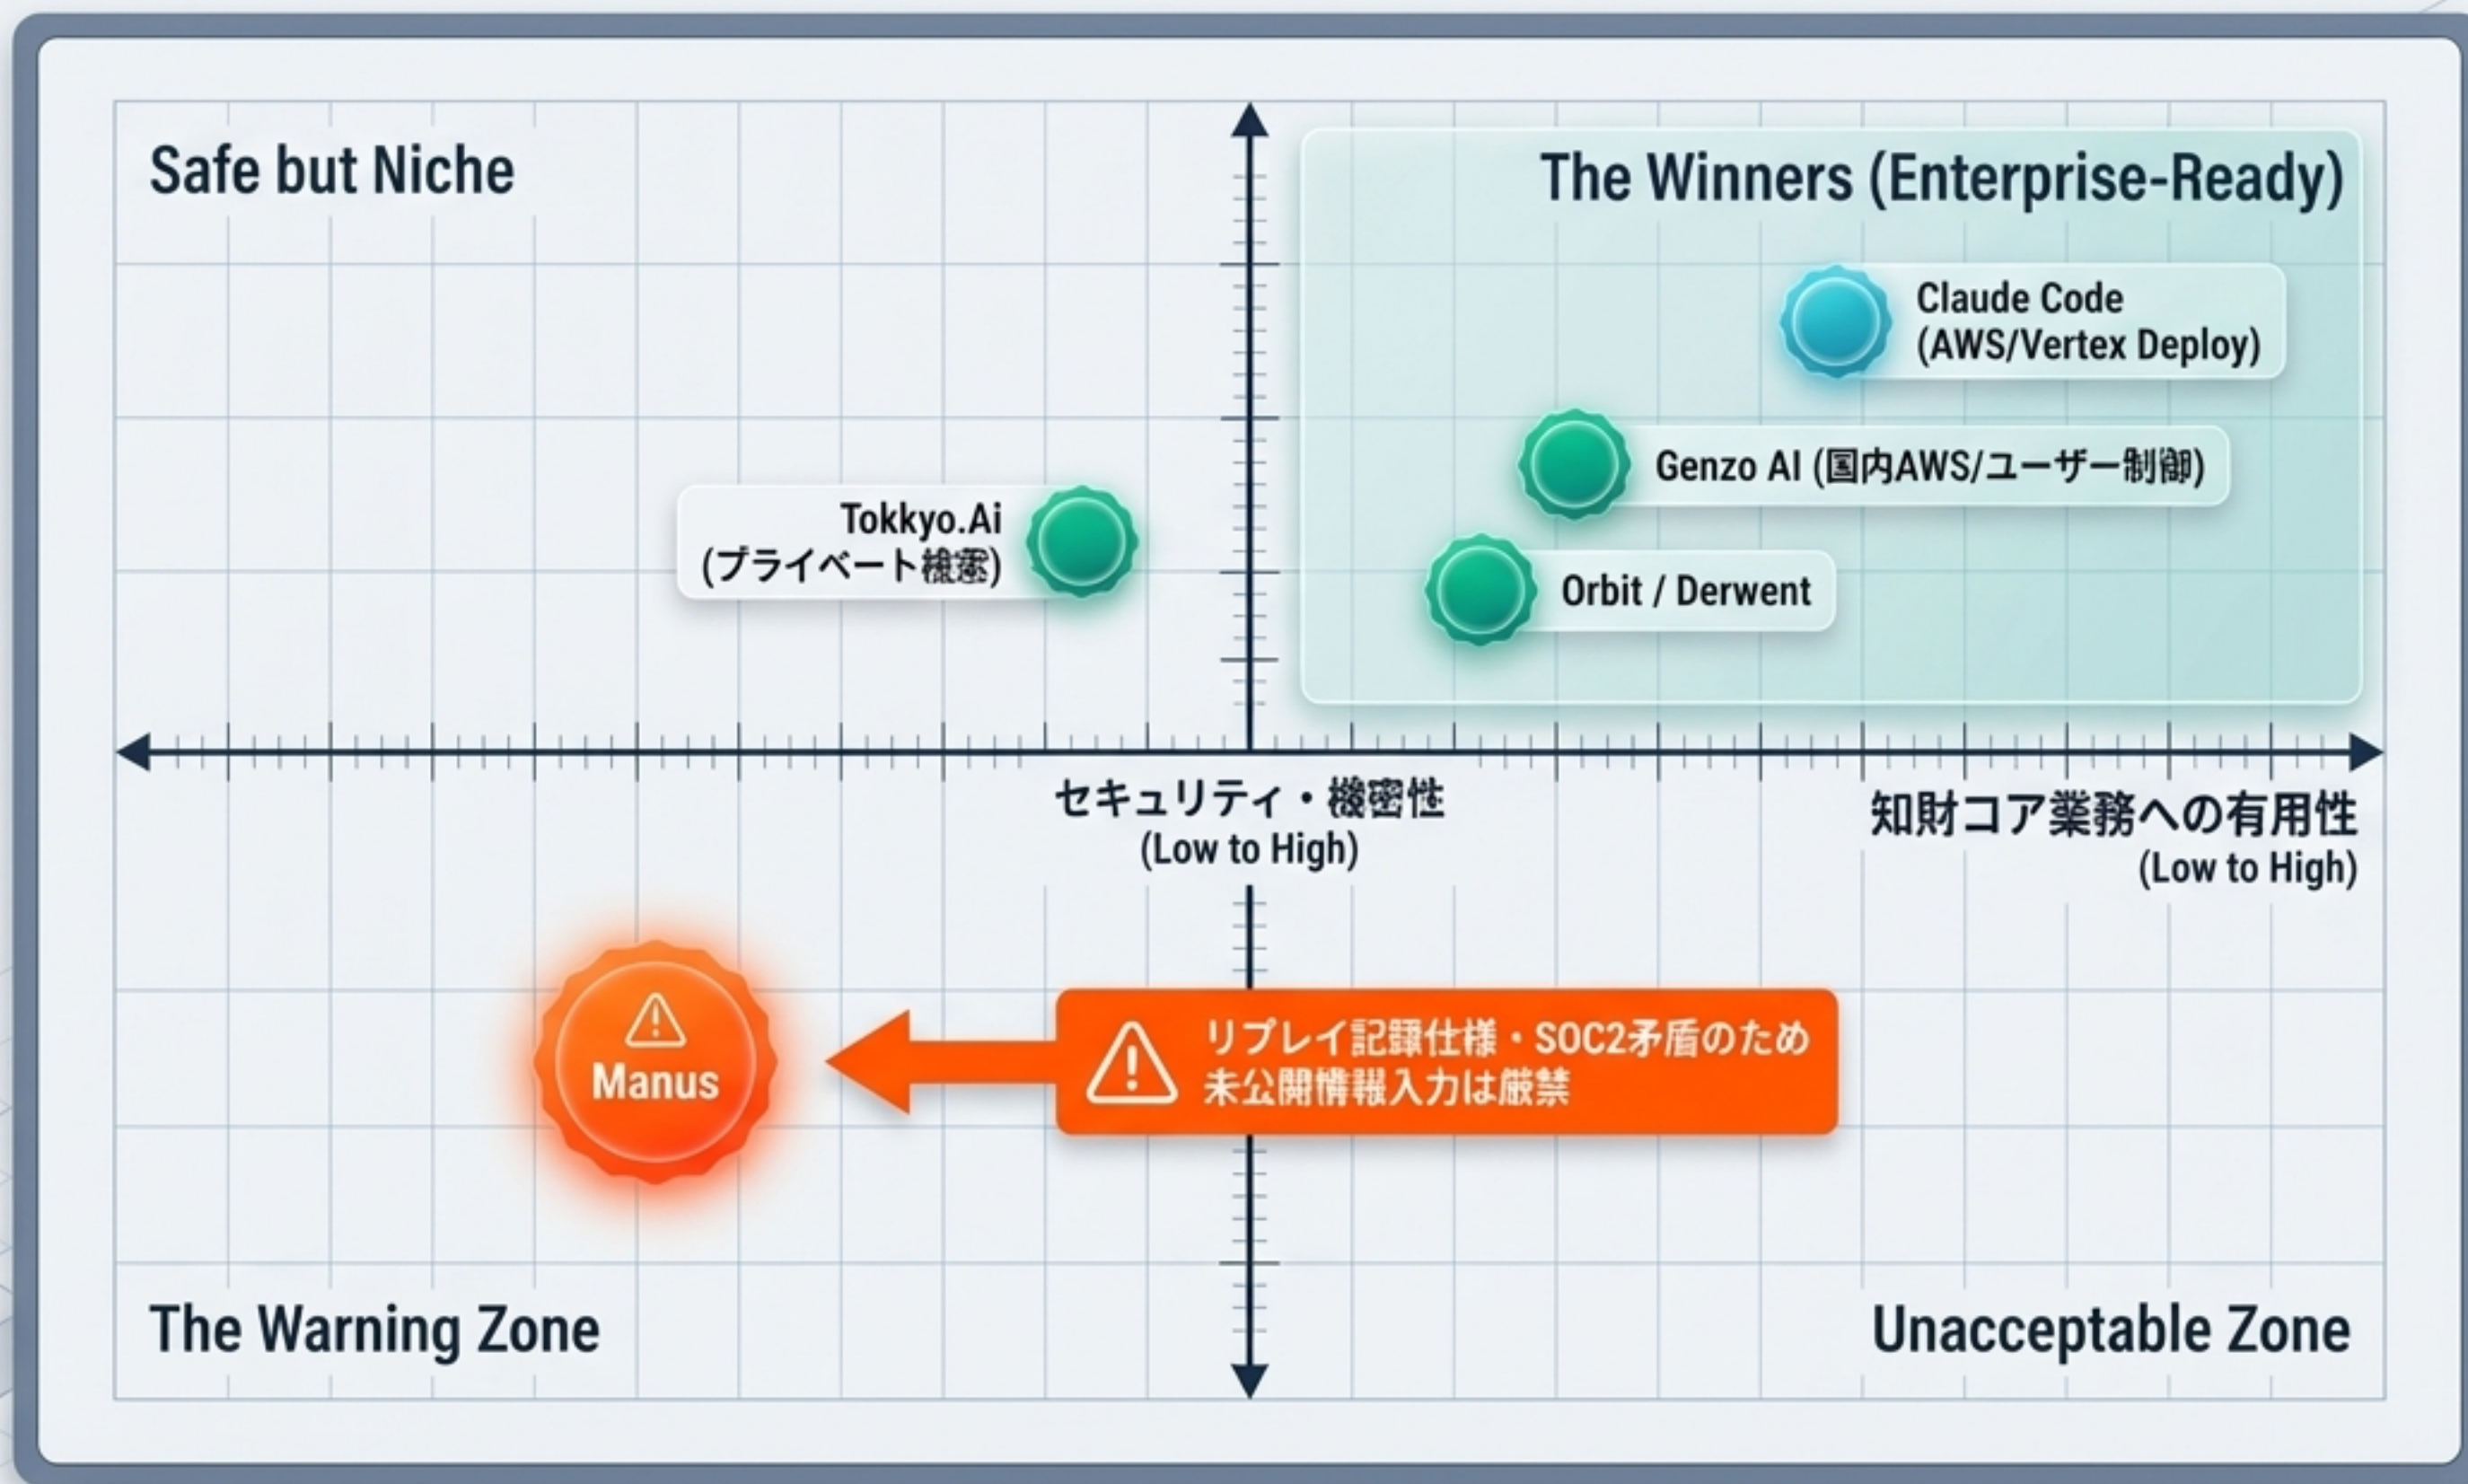 Safe but Niche
The Winners (Enterprise-Ready)
Claude Code
(AWS/Vertex Deploy)
Genzo AI (国内AWS/ユーザー制御)
Tokkyo.Ai
(プライベート
Orbit / Derwent
セキュリティ・機密性
(Low to High)
知財コア業務への有用性
(Low to High)
Manus
リプレイ記録仕様・SOC2矛盾のため
未公開情報入力は厳禁
The Warning Zone
Unacceptable Zone